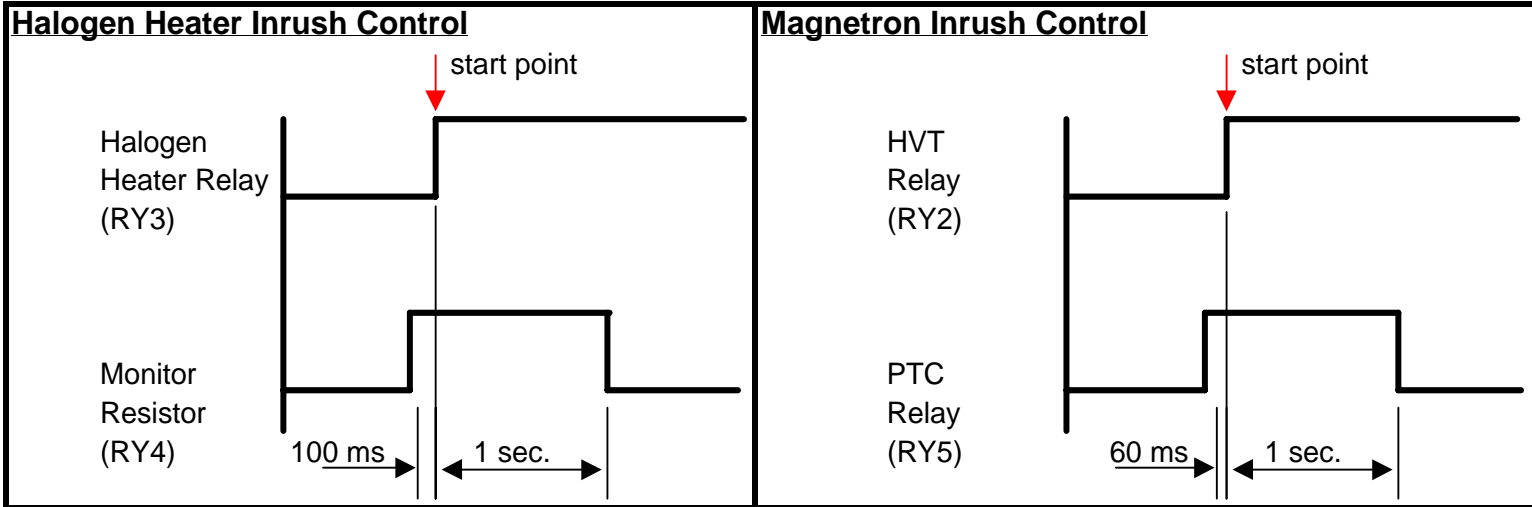 Halogen Heater Inrush Control
start point
Halogen
Heater Relay
(RY3)
Monitor
Resistor
(RY4)
100 ms
1 sec.
Magnetron Inrush Control
start point
HVT
Relay
(RY2)
PTC
Relay
(RY5)
60 ms
1 sec.